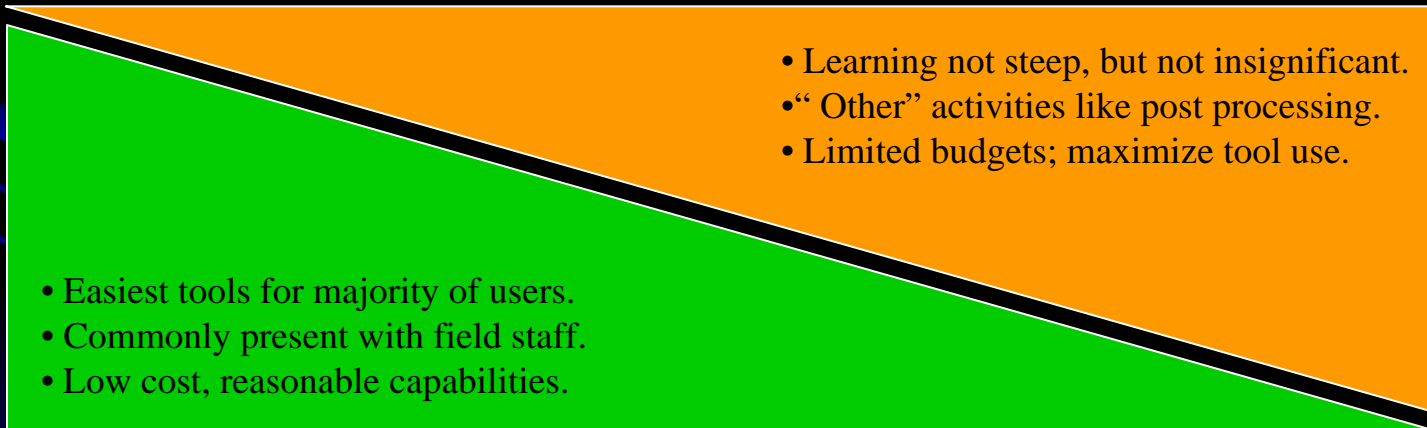 • Learning not steep, but not insignificant.
•“ Other” activities like post processing.
• Limited budgets; maximize tool use.
• Easiest tools for majority of users.
• Commonly present with field staff.
• Low cost, reasonable capabilities.